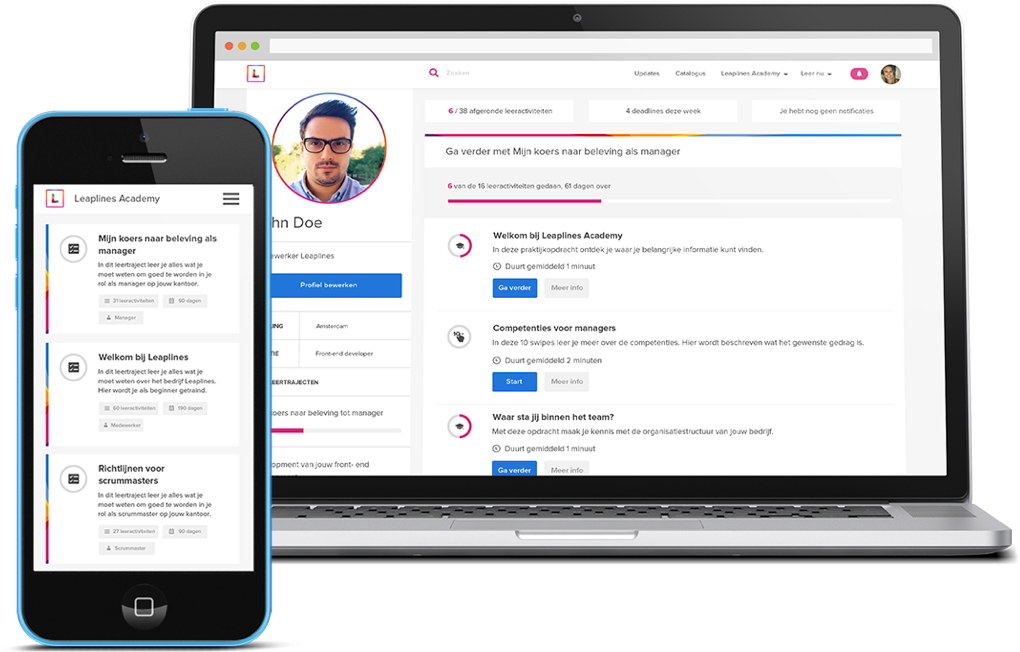 L
Leaplines Academy
Mijn koers naar beleving als
manager
In dit leertraject leer je alles wat je
moet weten om goed te worden in je
rol als manager op jouw kantoor.
21 leeractiviteiten
90 dagen
Manager
Welkom bij Leaplines
In dit leertraject leer je alles wat je
moet weten over het bedrijf Leaplines.
Hier wordt je als beginner getraind.
60 leeractiviteiten
190 dagen
Medewerker
Richtlijnen voor
scrummasters
In dit leertraject leer je alles wat je
moet weten om goed te worden in je
rol als scrummaster op jouw kantoor.
27 leeractiviteiten
90 dagen
Scrummaster
L
Zoeken
Updates
Catalogus
Leaplines Academy
Leer nu
hn Doe
ewerker Leaplines
Profiel bewerken
ING
Amsterdam
TIE
Front-end developer
EERTRAJECTEN
oers naar beleving tot manager
opment van jouw front- end
6 / 38 afgeronde leeractiviteiten
4 deadlines deze week
Je hebt nog geen notificaties
Ga verder met Mijn koers naar beleving als manager
6 van de 16 leeractiviteiten gedaan, 61 dagen over
Welkom bij Leaplines Academy
In deze praktijkopdracht ontdek je waar je belangrijke informatie kunt vinden.
Duurt gemiddeld 1 minuut
Ga verder
Meer info
Competenties voor managers
In deze 10 swipes leer je meer over de competenties. Hier wordt beschreven wat het gewenste gedrag is.
Duurt gemiddeld 2 minuten
Start
Meer info
Waar sta jij binnen het team?
Met deze opdracht maak je kennis met de organisatiestructuur van jouw bedrijf.
Duurt gemiddeld 1 minuut
Ga verder
Meer info